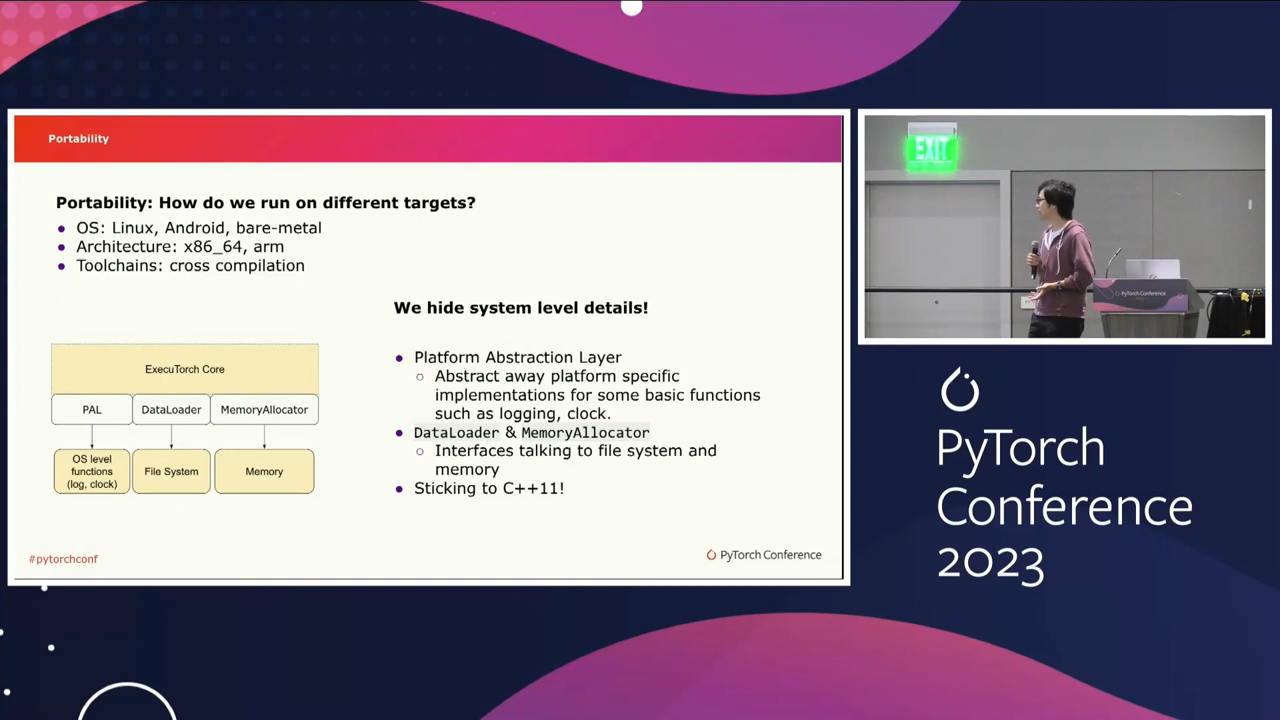 Portability
Portability: How do we run on different targets?
● OS: Linux, Android, bare-metal
● Architecture: x86_64, arm
● Toolchains: cross compilation
We hide system level details!
● Platform Abstraction Layer
○ Abstract away platform specific
implementations for some basic functions
such as logging, clock.
● DataLoader & MemoryAllocator
○ Interfaces talking to file system and
memory
● Sticking to C++11!
ExecuTorch Core
PAL
DataLoader
MemoryAllocator
OS level
functions
(log, clock)
File System
Memory
#pytorchconf
PyTorch Conference
EXIT
PyTorch Conference
PyTorch
Conference
2023